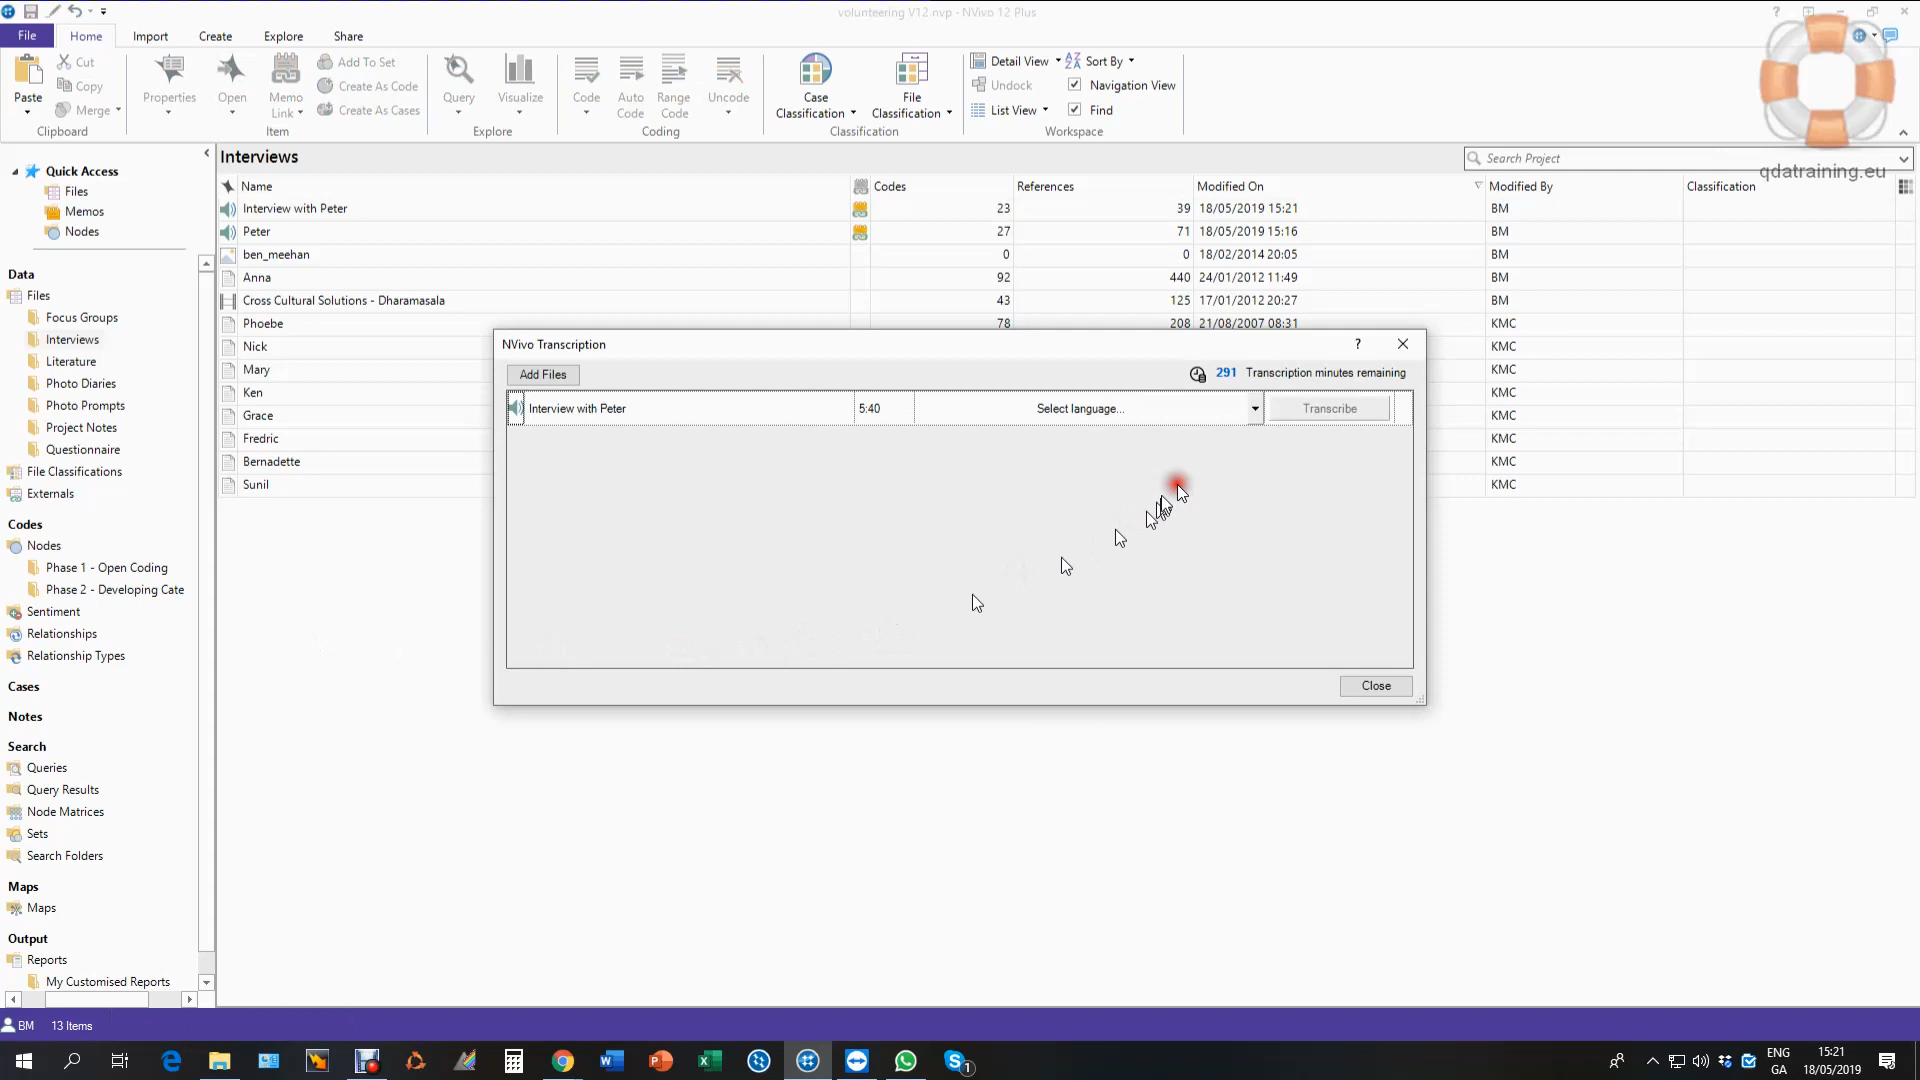 volunteering V12.nvp - NVivo 12 Plus
File Home Import Create Explore Share
Paste
Cut
Copy
Merge
Clipboard
Properties
Open
Memo Link
Add To Set
Create As Code
Create As Cases
Item
Query
Visualize
Explore
Code
Auto Code
Range Code
Uncode
Coding
Case Classification
File Classification
Classification
Detail View
Sort By
Undock
Navigation View
List View
Find
Workspace
qdatraining.eu
Quick Access
Files
Memos
Nodes
Data
Files
Focus Groups
Interviews
Literature
Photo Diaries
Photo Prompts
Project Notes
Questionnaire
File Classifications
Externals
Codes
Nodes
Phase 1 - Open Coding
Phase 2 - Developing Cate
Sentiment
Relationships
Relationship Types
Cases
Notes
Search
Queries
Query Results
Node Matrices
Sets
Search Folders
Maps
Maps
Output
Reports
My Customised Reports
Interviews
Search Project
Name Codes References Modified On Modified By Classification
Interview with Peter 23 39 18/05/2019 15:21 BM
Peter 27 71 18/05/2019 15:16 BM
ben_meehan 0 0 18/02/2014 20:05 BM
Anna 92 440 24/01/2012 11:49 BM
Cross Cultural Solutions - Dharamasala 43 125 17/01/2012 20:27 BM
Phoebe 78 208 21/08/2007 08:31 KMC
Nick KMC
Mary KMC
Ken KMC
Grace KMC
Fredric KMC
Bernadette KMC
Sunil KMC
NVivo Transcription ?
Add Files
291 Transcription minutes remaining
Interview with Peter 5:40 Select language... Transcribe
Close
BM 13 Items
1
ENG
GA
15:21
18/05/2019